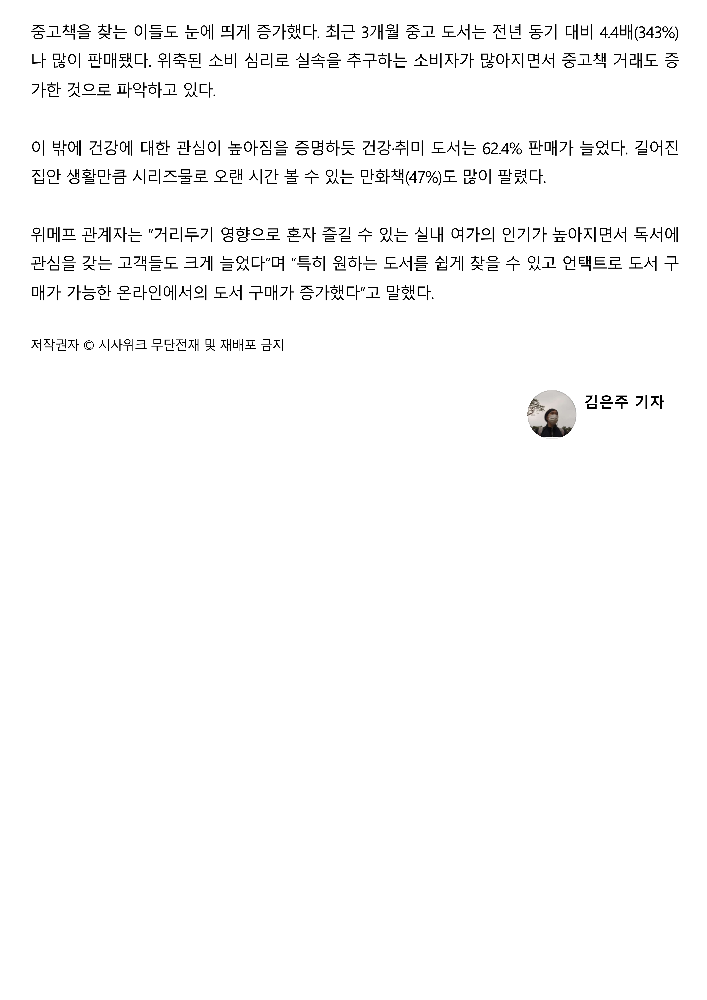 중고책을 찾는 이들도 눈에 띄게 증가했다. 최근 3개월 중고 도서는 전년 동기 대비 4.4배(343%)
나 많이 판매됐다. 위축된 소비 심리로 실속을 추구하는 소비자가 많아지면서 중고책 거래도 증
가한 것으로 파악하고 있다.
이 밖에 건강에 대한 관심이 높아짐을 증명하듯 건강·취미 도서는 62.4% 판매가 늘었다. 길어진
집안 생활만큼 시리즈물로 오랜 시간 볼 수 있는 만화책(47%)도 많이 팔렸다.
위메프 관계자는 "거리두기 영향으로 혼자 즐길 수 있는 실내 여가의 인기가 높아지면서 독서에
관심을 갖는 고객들도 크게 늘었다“며 "특히 원하는 도서를 쉽게 찾을 수 있고 언택트로 도서 구
매가 가능한 온라인에서의 도서 구매가 증가했다"고 말했다.
저작권자 © 시사위크 무단전재 및 재배포 금지
김은주 기자